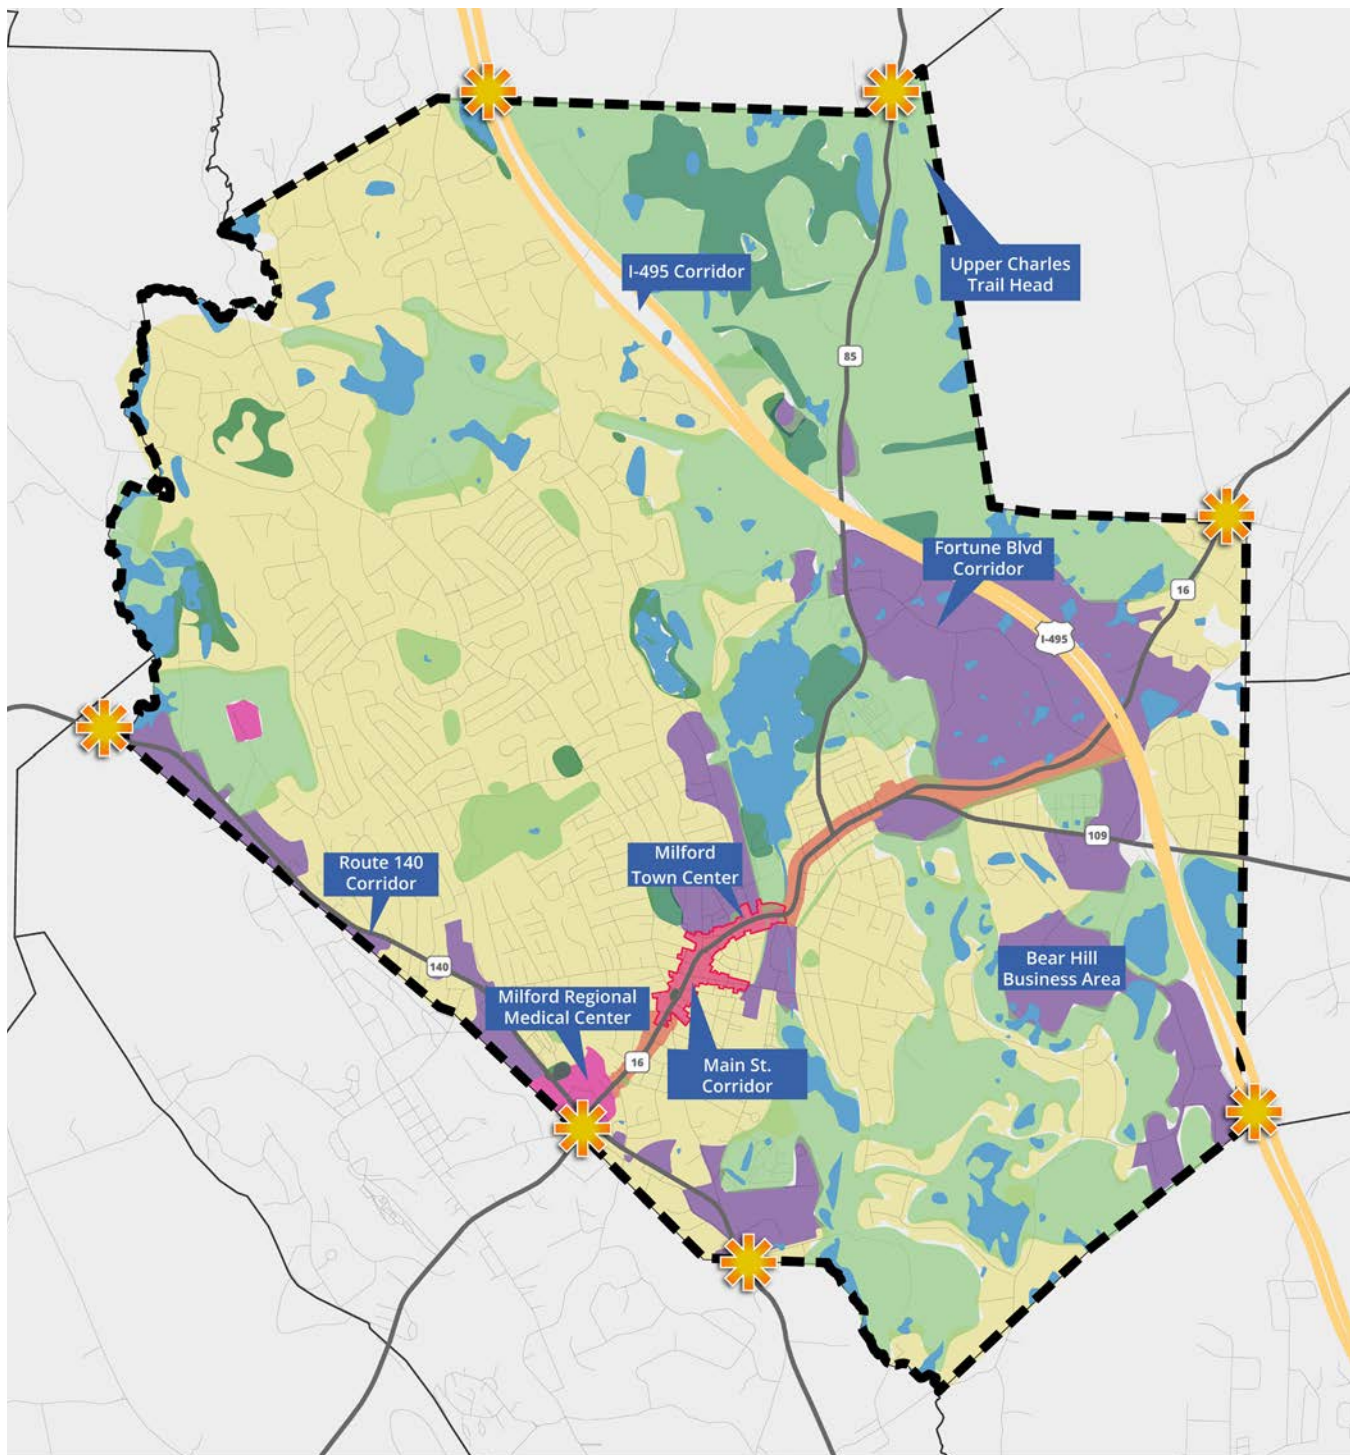 I-495 Corridor
Upper Charles
Trail Head
85
Fortune Blvd
Corridor
16
I-495
109
Route 140
Corridor
Milford
Town Center
140
Bear Hill
Business Area
Milford Regional
Medical Center
16
Main St.
Corridor